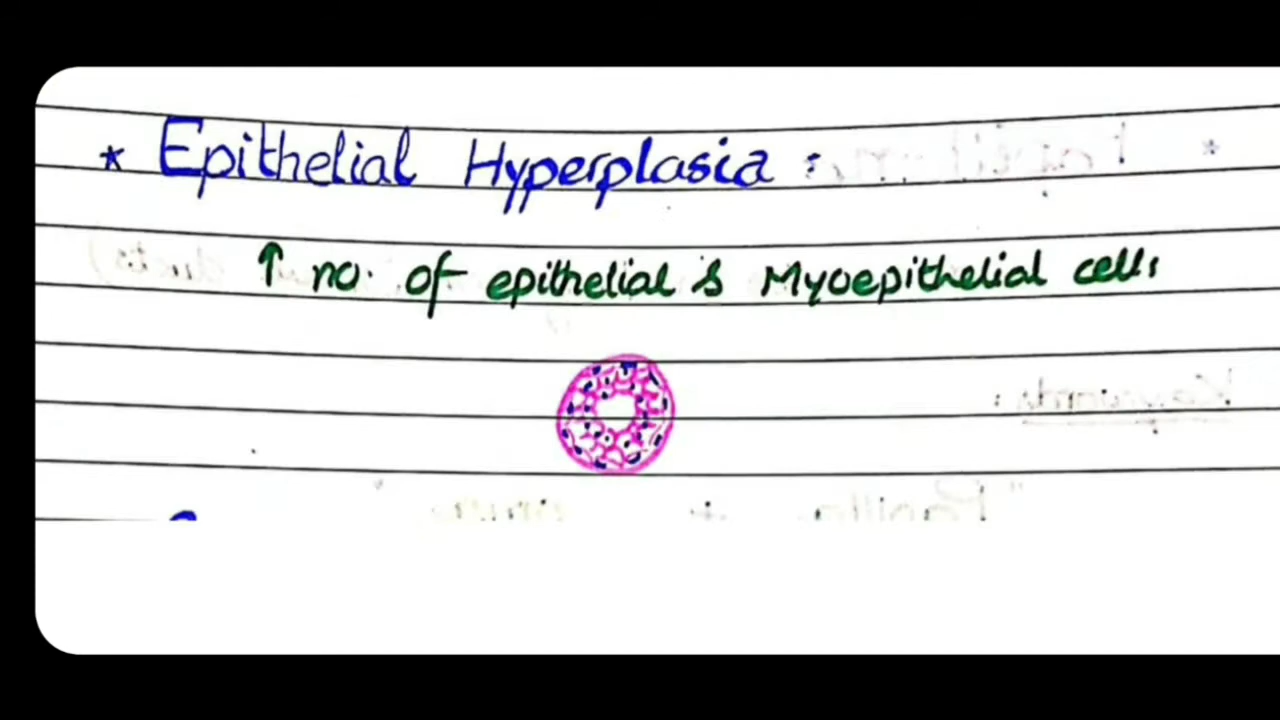 * Epithelial Hyperplasia :
↑ no. of epithelial & Myoepithelial cells